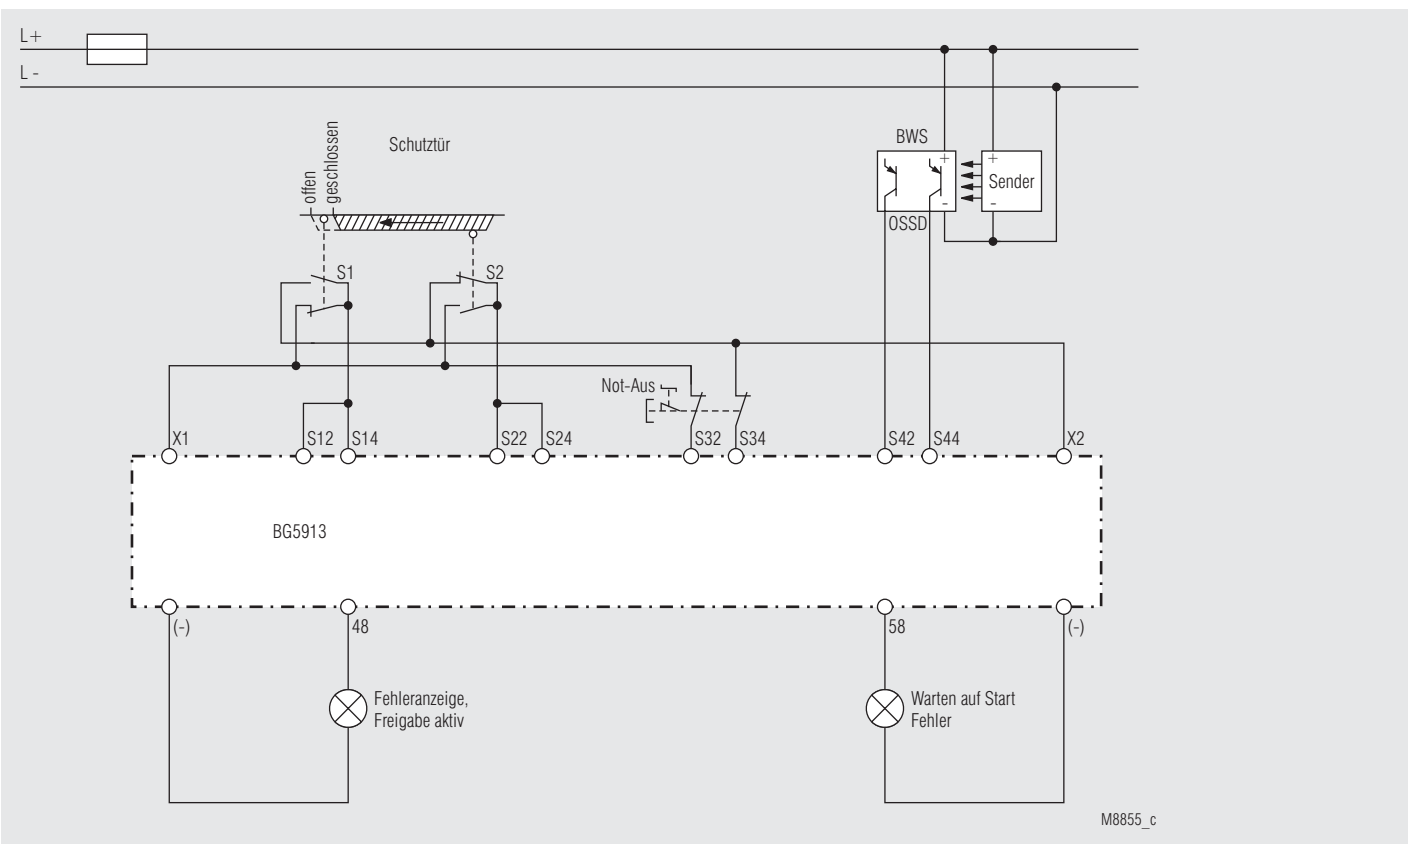 L+
L -
offen
geschlossen
Schutztür
BWS
+
+
Sender
-
-
OSSD
S1
S2
Not-Aus
X1
S12
S14
S22
S24
S32
S34
S42
S44
X2
BG5913
(-)
48
58
(-)
Fehleranzeige,
Freigabe aktiv
Warten auf Start
Fehler
M8855_c